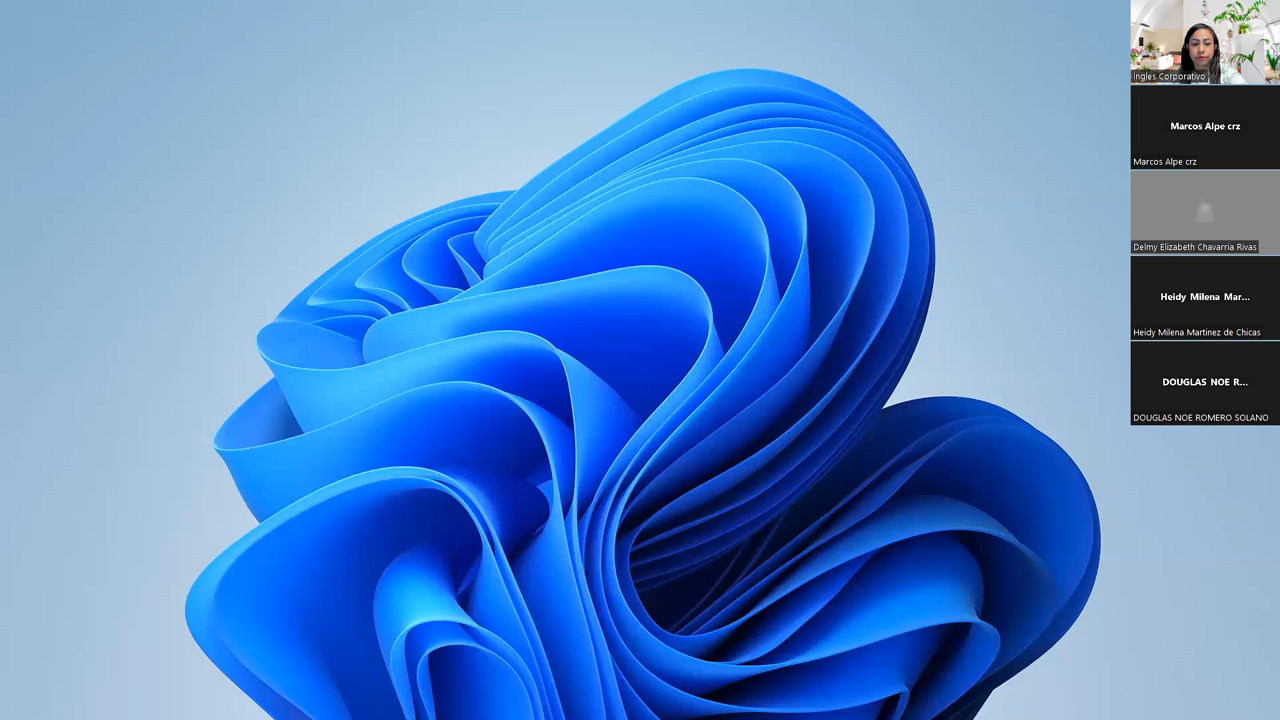 Ingles Corporativo
Marcos Alpe crz
Marcos Alpe crz
Delmy Elizabeth Chavarria Rivas
Heidy Milena Mar...
Heidy Milena Martinez de Chicas
DOUGLAS NOE R...
DOUGLAS NOE ROMERO SOLANO